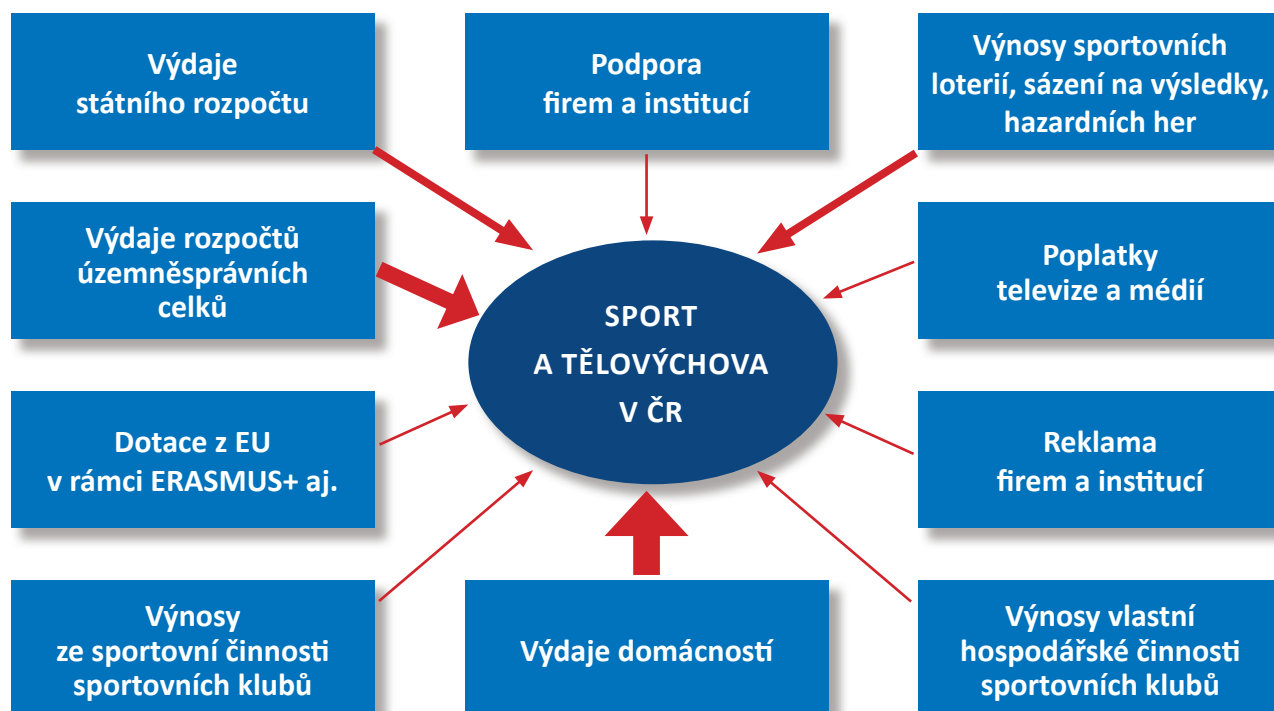 Výdaje
státního rozpočtu
Podpora
firem a institucí
Výnosy sportovních
loterií, sázení na výsledky,
hazardních her
Výdaje rozpočtů
územněsprávních
celků
SPORT
A TĚLOVÝCHOVA
V ČR
Poplatky
televize a médií
Dotace z EU
v rámci ERASMUS+ aj.
Reklama
firem a institucí
Výnosy
ze sportovní činnosti
sportovních klubů
Výdaje domácností
Výnosy vlastní
hospodářské činnosti
sportovních klubů